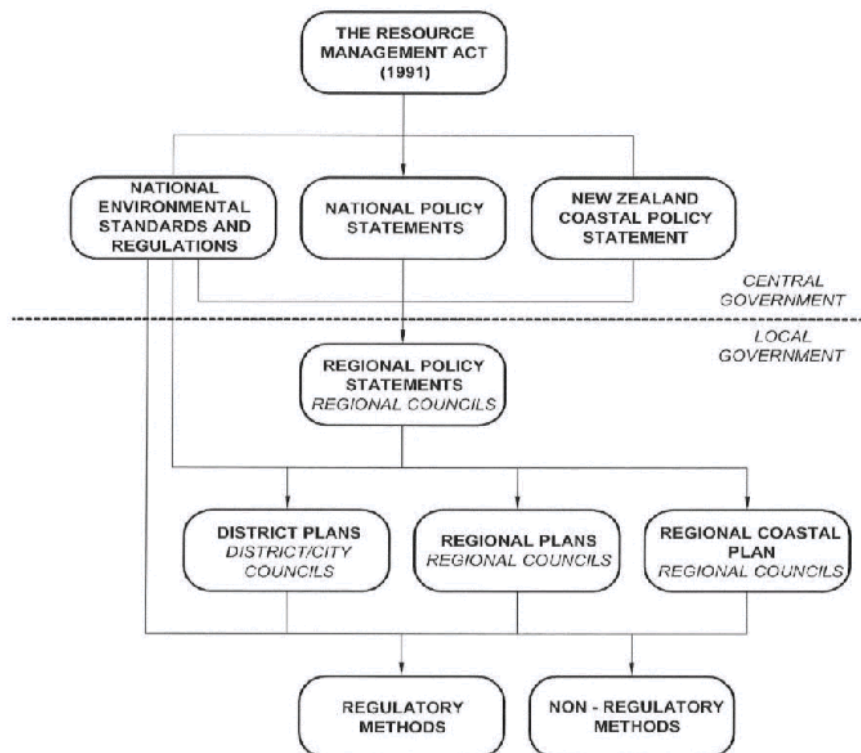 THE RESOURCE
MANAGEMENT ACT
(1991)
NATIONAL
ENVIRONMENTAL
STANDARDS AND
REGULATIONS
NATIONAL POLICY
STATEMENTS
NEW ZEALAND
COASTAL POLICY
STATEMENT
CENTRAL
GOVERNMENT
LOCAL
GOVERNMENT
REGIONAL POLICY
STATEMENTS
REGIONAL COUNCILS
DISTRICT PLANS
DISTRICT/CITY
COUNCILS
REGIONAL PLANS
REGIONAL COUNCILS
REGIONAL COASTAL
PLAN
REGIONAL COUNCILS
REGULATORY
METHODS
NON - REGULATORY
METHODS